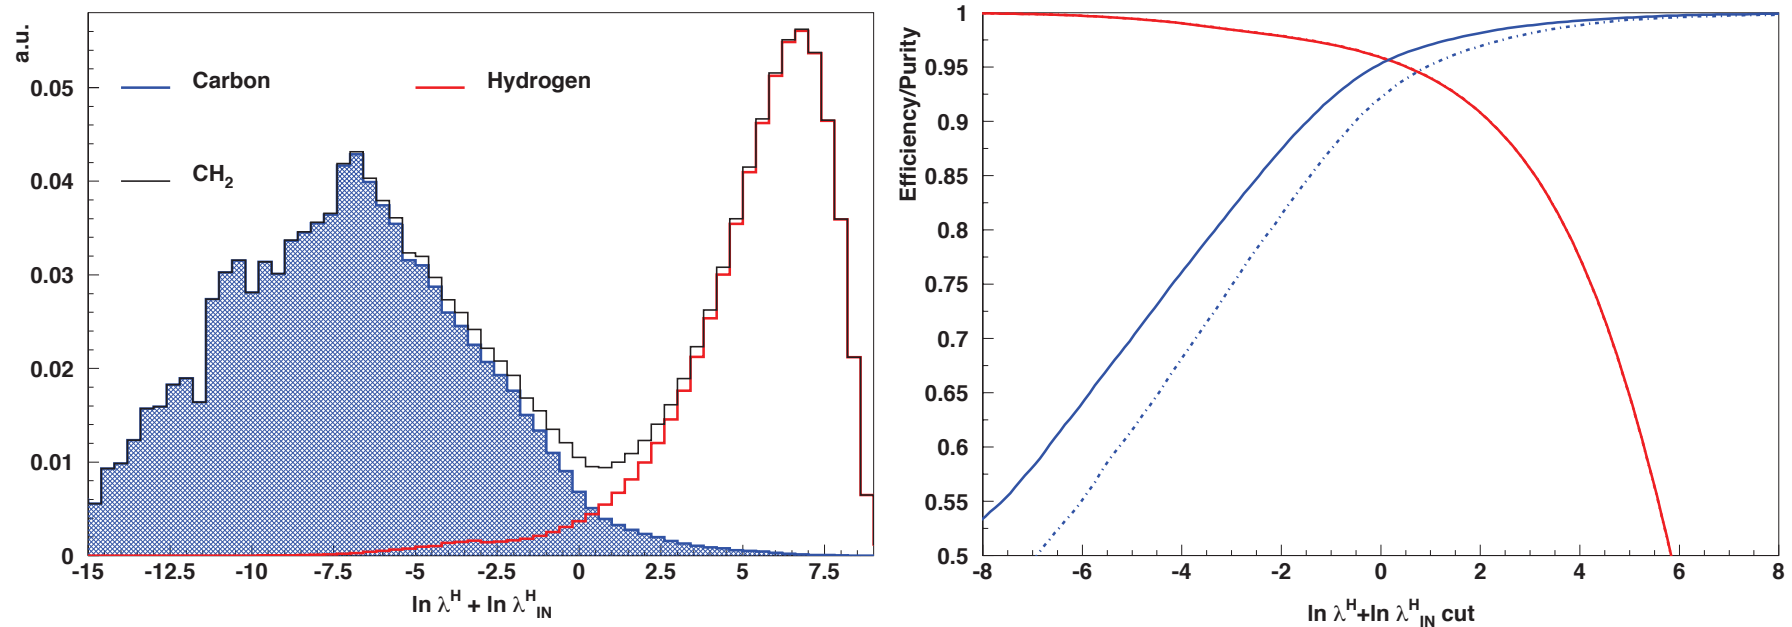 a.u.
0.05
0.04
0.03
0.02
0.01
0
Carbon
Hydrogen
CH₂
-15 -12.5 -10 -7.5 -5 -2.5 0 2.5 5 7.5
ln λᴴ + ln λᴴ_IN
Efficiency/Purity
1
0.95
0.9
0.85
0.8
0.75
0.7
0.65
0.6
0.55
0.5
-8 -6 -4 -2 0 2 4 6 8
ln λᴴ+ln λᴴ_IN cut